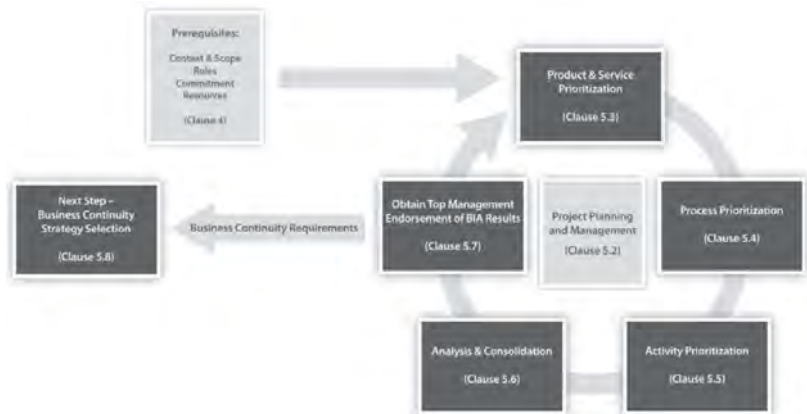 Prerequisites:
Context & Scope
Roles
Commitment
Resources
(Clause 4)
Product & Service
Prioritization
(Clause 5.3)
Next Step –
Business Continuity
Strategy Selection
(Clause 5.8)
Business Continuity Requirements
Obtain Top Management
Endorsement of BIA Results
(Clause 5.7)
Project Planning
and Management
(Clause 5.2)
Process Prioritization
(Clause 5.4)
Analysis & Consolidation
(Clause 5.6)
Activity Prioritization
(Clause 5.5)